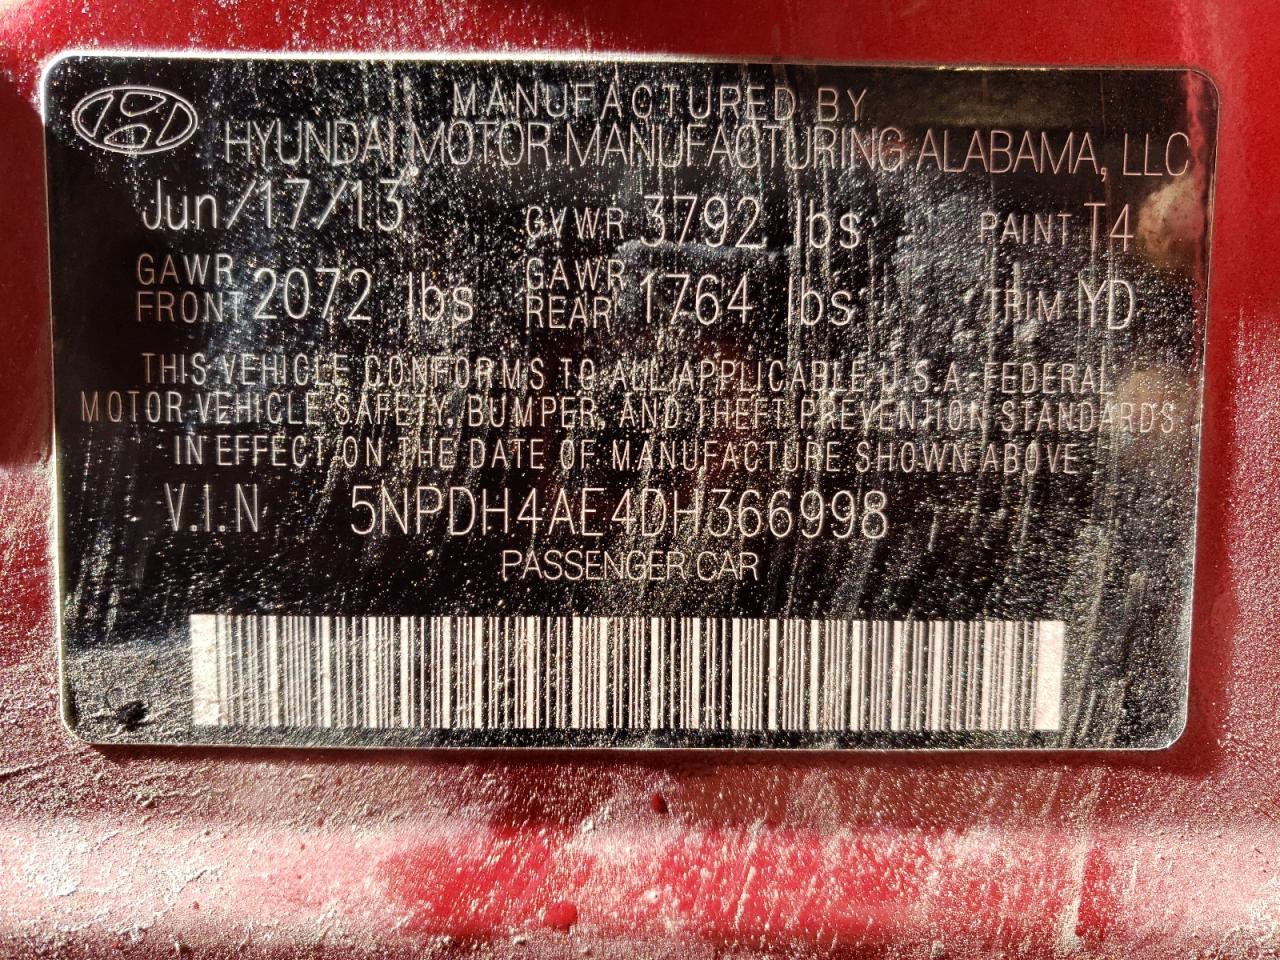 MANUFACTURED BY
HYUNDAI MOTOR MANUFACTURING ALABAMA, LLC
Jun/17/13 GVWR 3792 lbs PAINT T4
GAWR FRONT 2072 lbs GAWR REAR 1764 lbs TRIM YD
THIS VEHICLE CONFORMS TO ALL APPLICABLE U.S.A. FEDERAL
MOTOR VEHICLE SAFETY, BUMPER, AND THEFT PREVENTION STANDARDS
IN EFFECT ON THE DATE OF MANUFACTURE SHOWN ABOVE
V.I.N 5NPDH4AE4DH366998
PASSENGER CAR